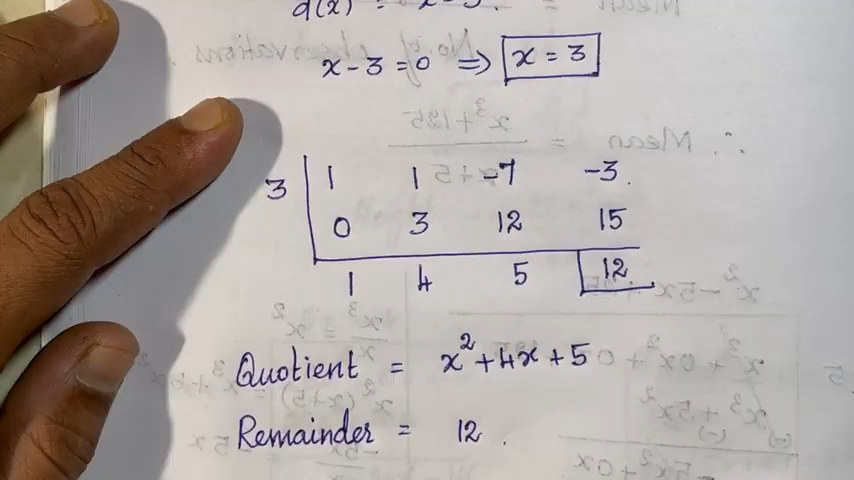 d(x) = x - 3.
x - 3 = 0 ⇒ x = 3
3 | 1 1 -7 -3.
0 3 12 15
1 4 5 12
Quotient = x² + 4x + 5
Remainder = 12.